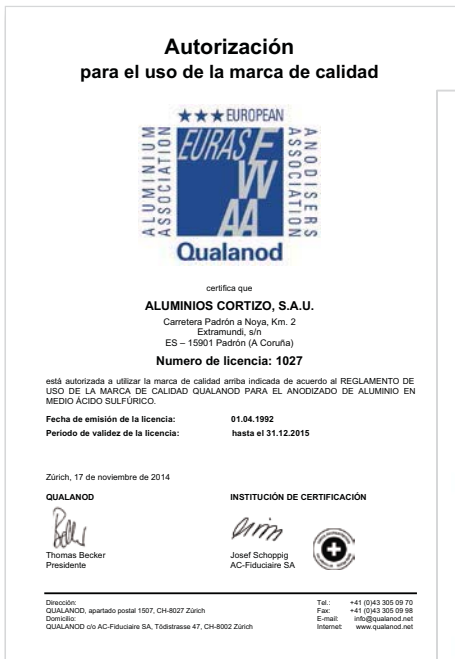 Autorización
para el uso de la marca de calidad
★★★EUROPEAN
ALUMINIUM
ASSOCIATION
EURAS
EWAA
ASSOCIATION
ANODISERS
Qualanod
certifica que
ALUMINIOS CORTIZO, S.A.U.
Carretera Padrón a Noya, Km. 2
Extramundi, s/n
ES – 15901 Padrón (A Coruña)
Numero de licencia: 1027
está autorizada a utilizar la marca de calidad arriba indicada de acuerdo al REGLAMENTO DE
USO DE LA MARCA DE CALIDAD QUALANOD PARA EL ANODIZADO DE ALUMINIO EN
MEDIO ÁCIDO SULFÚRICO.
Fecha de emisión de la licencia: 01.04.1992
Período de validez de la licencia: hasta el 31.12.2015
Zúrich, 17 de noviembre de 2014
QUALANOD INSTITUCIÓN DE CERTIFICACIÓN
Thomas Becker Josef Schoppig
Presidente AC-Fiduciaire SA
Dirección: Tel.: +41 (0)43 305 09 70
QUALANOD, apartado postal 1507, CH-8027 Zürich Fax: +41 (0)43 305 09 98
Domicilio: E-mail: info@qualanod.net
QUALANOD c/o AC-Fiduciaire SA, Tödistrasse 47, CH-8002 Zürich Internet: www.qualanod.net